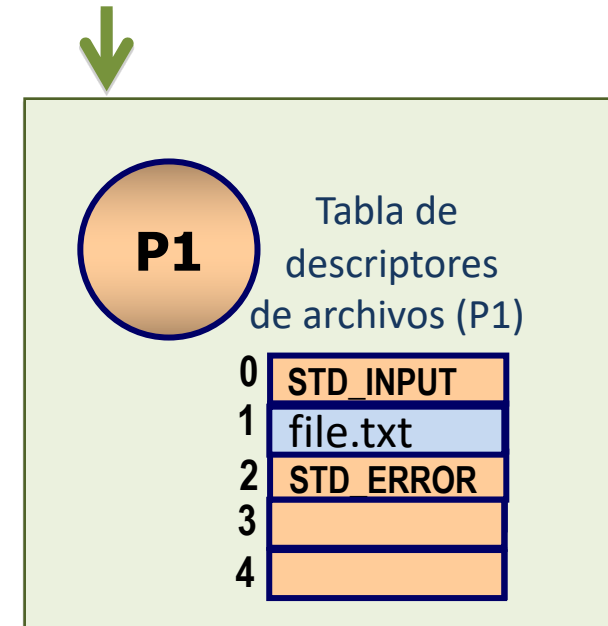 P1
Tabla de
descriptores
de archivos (P1)
0 STD_INPUT
1 file.txt
2 STD_ERROR
3
4